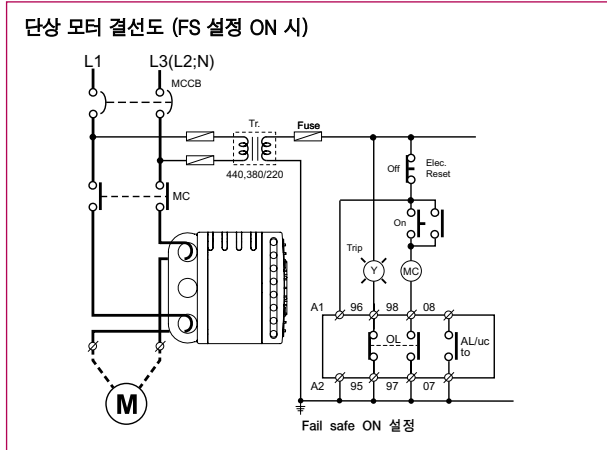 단상 모터 결선도 (FS 설정 ON 시)
L1 L3(L2;N)
MCCB
Tr.
Fuse
440,380/220
Off
Elec.
Reset
MC
On
Trip
Y
MC
A1 96 98 08
OL
AL/uc
to
A2 95 97 07
M
Fail safe ON 설정